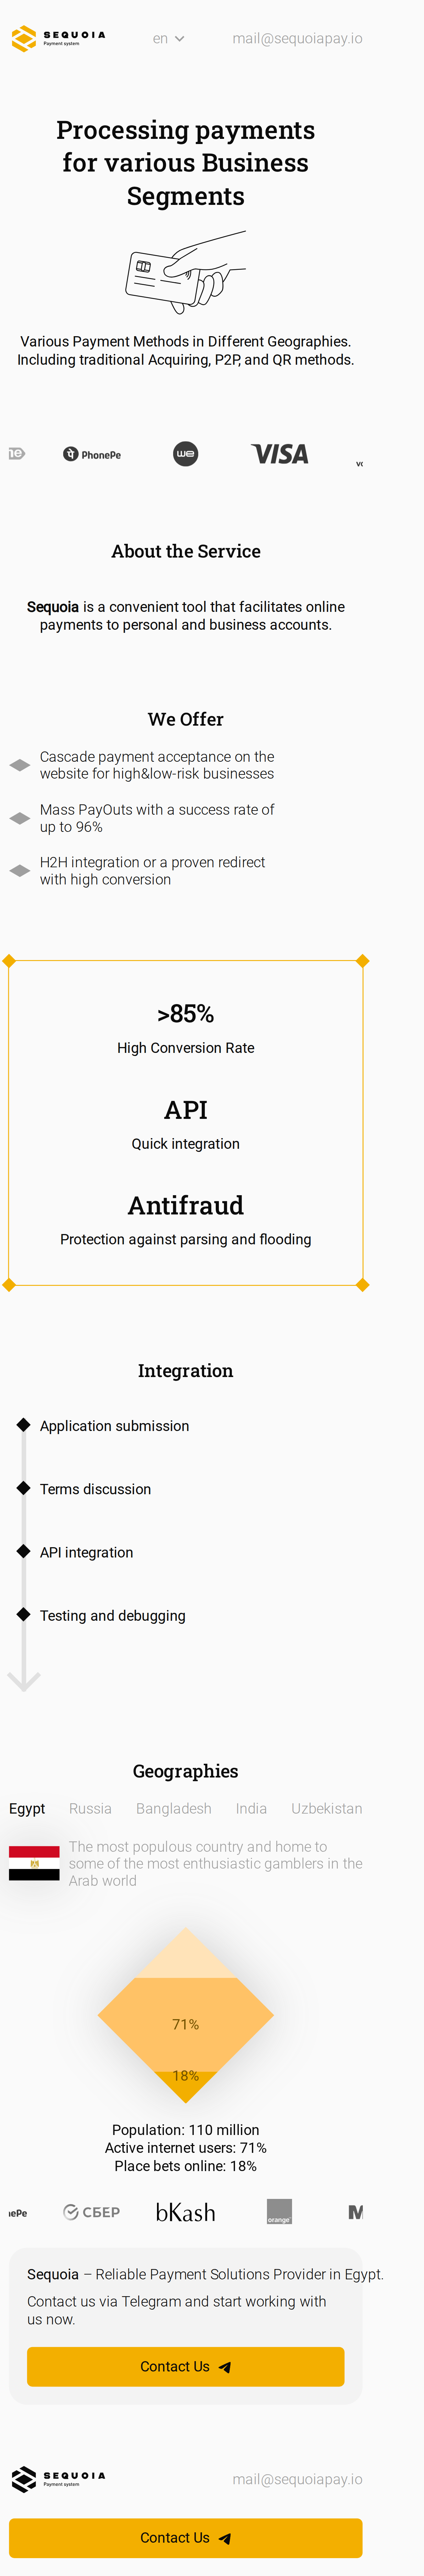 SEQUOIA
Payment system
en
mail@sequoiapay.io
Processing payments
for various Business
Segments
Various Payment Methods in Different Geographies.
Including traditional Acquiring, P2P, and QR methods.
PhonePe
we
VISA
About the Service
Sequoia is a convenient tool that facilitates online
payments to personal and business accounts.
We Offer
Cascade payment acceptance on the
website for high&low-risk businesses
Mass PayOuts with a success rate of
up to 96%
H2H integration or a proven redirect
with high conversion
>85%
High Conversion Rate
API
Quick integration
Antifraud
Protection against parsing and flooding
Integration
Application submission
Terms discussion
API integration
Testing and debugging
Geographies
Egypt Russia Bangladesh India Uzbekistan
The most populous country and home to
some of the most enthusiastic gamblers in the
Arab world
71%
18%
Population: 110 million
Active internet users: 71%
Place bets online: 18%
ePe СБЕР bKash orange M
Sequoia – Reliable Payment Solutions Provider in Egypt.
Contact us via Telegram and start working with
us now.
Contact Us
SEQUOIA
Payment system
mail@sequoiapay.io
Contact Us